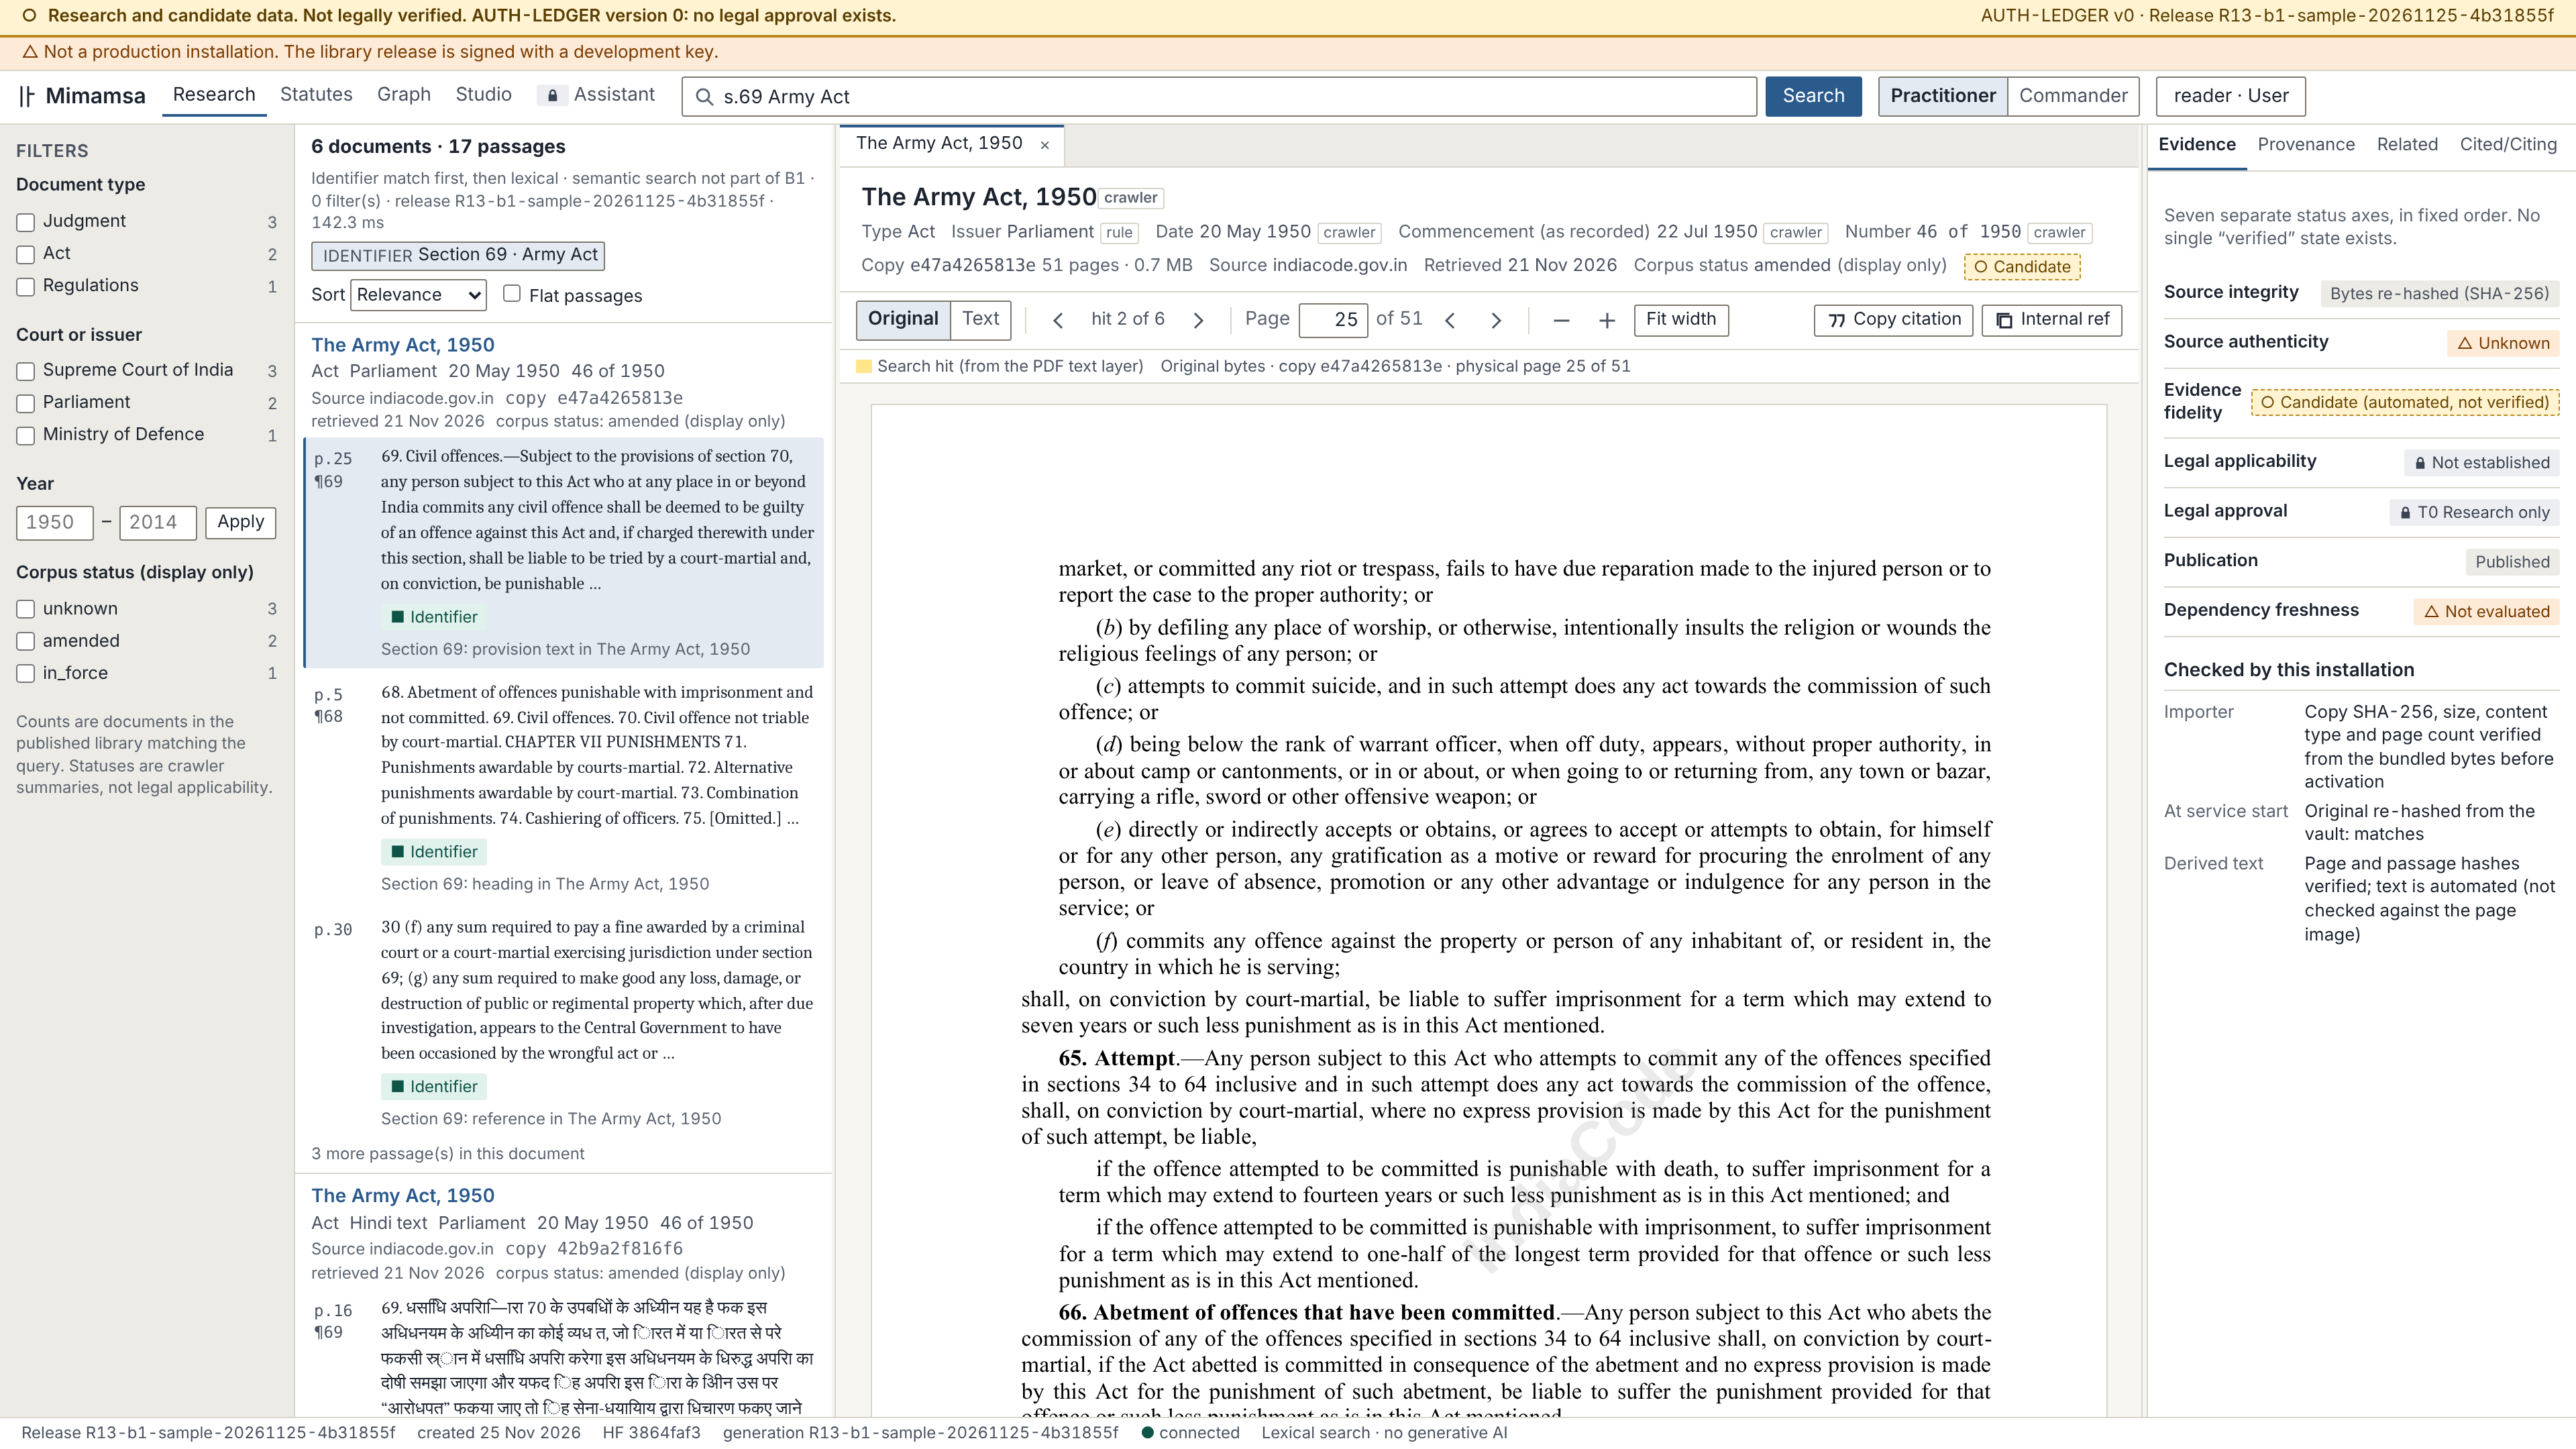 Research and candidate data. Not legally verified. AUTH-LEDGER version 0: no legal approval exists.
AUTH-LEDGER v0 · Release R13-b1-sample-20261125-4b31855f
△ Not a production installation. The library release is signed with a development key.
Mimamsa Research Statutes Graph Studio Assistant
s.69 Army Act
Search
Practitioner Commander
reader · User
FILTERS
Document type
Judgment 3
Act 2
Regulations 1
Court or issuer
Supreme Court of India 3
Parliament 2
Ministry of Defence 1
Year
1950 – 2014 Apply
Corpus status (display only)
unknown 3
amended 2
in_force 1
Counts are documents in the
published library matching the
query. Statuses are crawler
summaries, not legal applicability.
6 documents · 17 passages
Identifier match first, then lexical · semantic search not part of B1 ·
0 filter(s) · release R13-b1-sample-20261125-4b31855f ·
142.3 ms
IDENTIFIER Section 69 · Army Act
Sort Relevance Flat passages
The Army Act, 1950
Act Parliament 20 May 1950 46 of 1950
Source indiacode.gov.in copy e47a4265813e
retrieved 21 Nov 2026 corpus status: amended (display only)
p.25
¶69
69. Civil offences.—Subject to the provisions of section 70,
any person subject to this Act who at any place in or beyond
India commits any civil offence shall be deemed to be guilty
of an offence against this Act and, if charged therewith under
this section, shall be liable to be tried by a court-martial and,
on conviction, be punishable ...
Identifier
Section 69: provision text in The Army Act, 1950
p.5
¶68
68. Abetment of offences punishable with imprisonment and
not committed. 69. Civil offences. 70. Civil offence not triable
by court-martial. CHAPTER VII PUNISHMENTS 71.
Punishments awardable by courts-martial. 72. Alternative
punishments awardable by court-martial. 73. Combination
of punishments. 74. Cashiering of officers. 75. [Omitted.] ...
Identifier
Section 69: heading in The Army Act, 1950
p.30
30 (f) any sum required to pay a fine awarded by a criminal
court or a court-martial exercising jurisdiction under section
69; (g) any sum required to make good any loss, damage, or
destruction of public or regimental property which, after due
investigation, appears to the Central Government to have
been occasioned by the wrongful act or ...
Identifier
Section 69: reference in The Army Act, 1950
3 more passage(s) in this document
The Army Act, 1950
Act Hindi text Parliament 20 May 1950 46 of 1950
Source indiacode.gov.in copy 42b9a2f816f6
retrieved 21 Nov 2026 corpus status: amended (display only)
p.16
¶69
69. 70 के उपबंधों के यह है फक इस
अधिधनयम के का कोई व्यध त, जो में या से परे
फकसी में करेगा इस अधिधनयम के धिरुद्ध का
दोषी समझा जाएगा और यफद इस के उस पर
“आरोधपत” फकया जाए तो द्वारा धिचारण फकए जाने
The Army Act, 1950 ×
The Army Act, 1950 crawler
Type Act Issuer Parliament rule Date 20 May 1950 crawler Commencement (as recorded) 22 Jul 1950 crawler Number 46 of 1950 crawler
Copy e47a4265813e 51 pages · 0.7 MB Source indiacode.gov.in Retrieved 21 Nov 2026 Corpus status amended (display only) Candidate
Original Text hit 2 of 6 Page 25 of 51 Fit width Copy citation Internal ref
Search hit (from the PDF text layer) Original bytes · copy e47a4265813e · physical page 25 of 51
market, or committed any riot or trespass, fails to have due reparation made to the injured person or to
report the case to the proper authority; or
(b) by defiling any place of worship, or otherwise, intentionally insults the religion or wounds the
religious feelings of any person; or
(c) attempts to commit suicide, and in such attempt does any act towards the commission of such
offence; or
(d) being below the rank of warrant officer, when off duty, appears, without proper authority, in
or about camp or cantonments, or in or about, or when going to or returning from, any town or bazar,
carrying a rifle, sword or other offensive weapon; or
(e) directly or indirectly accepts or obtains, or agrees to accept or attempts to obtain, for himself
or for any other person, any gratification as a motive or reward for procuring the enrolment of any
person, or leave of absence, promotion or any other advantage or indulgence for any person in the
service; or
(f) commits any offence against the property or person of any inhabitant of, or resident in, the
country in which he is serving;
shall, on conviction by court-martial, be liable to suffer imprisonment for a term which may extend to
seven years or such less punishment as is in this Act mentioned.
65. Attempt.—Any person subject to this Act who attempts to commit any of the offences specified
in sections 34 to 64 inclusive and in such attempt does any act towards the commission of the offence,
shall, on conviction by court-martial, where no express provision is made by this Act for the punishment
of such attempt, be liable,
if the offence attempted to be committed is punishable with death, to suffer imprisonment for a
term which may extend to fourteen years or such less punishment as is in this Act mentioned; and
if the offence attempted to be committed is punishable with imprisonment, to suffer imprisonment
for a term which may extend to one-half of the longest term provided for that offence or such less
punishment as is in this Act mentioned.
66. Abetment of offences that have been committed.—Any person subject to this Act who abets the
commission of any of the offences specified in sections 34 to 64 inclusive shall, on conviction by court-
martial, if the Act abetted is committed in consequence of the abetment and no express provision is made
by this Act for the punishment of such abetment, be liable to suffer the punishment provided for that
offence or such less punishment as is in this Act mentioned.
IndiaCode
Evidence Provenance Related Cited/Citing
Seven separate status axes, in fixed order. No
single “verified” state exists.
Source integrity Bytes re-hashed (SHA-256)
Source authenticity △ Unknown
Evidence
fidelity
Candidate (automated, not verified)
Legal applicability Not established
Legal approval T0 Research only
Publication Published
Dependency freshness △ Not evaluated
Checked by this installation
Importer Copy SHA-256, size, content
type and page count verified
from the bundled bytes before
activation
At service start Original re-hashed from the
vault: matches
Derived text Page and passage hashes
verified; text is automated (not
checked against the page
image)
Release R13-b1-sample-20261125-4b31855f created 25 Nov 2026 HF 3864faf3 generation R13-b1-sample-20261125-4b31855f connected Lexical search · no generative AI